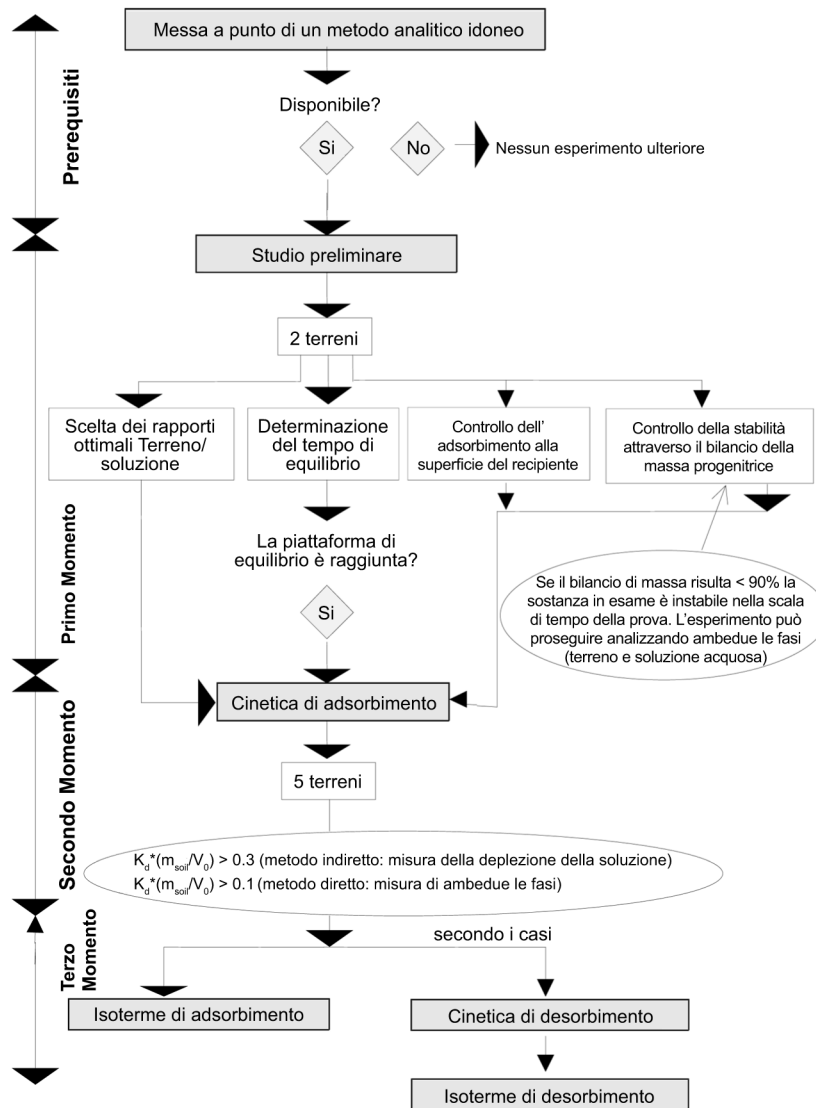 Messa a punto di un metodo analitico idoneo
Disponibile?
Si
No
Nessun esperimento ulteriore
Prerequisiti
Studio preliminare
2 terreni
Scelta dei rapporti
ottimali Terreno/
soluzione
Determinazione
del tempo di
equilibrio
Controllo dell'
adsorbimento alla
superficie del recipiente
Controllo della stabilità
attraverso il bilancio della
massa progenitrice
La piattaforma di
equilibrio è raggiunta?
Si
Se il bilancio di massa risulta < 90% la
sostanza in esame è instabile nella scala
di tempo della prova. L'esperimento può
proseguire analizzando ambedue le fasi
(terreno e soluzione acquosa)
Primo Momento
Cinetica di adsorbimento
5 terreni
Secondo Momento
K_d*(m_soil/V_0) > 0.3 (metodo indiretto: misura della deplezione della soluzione)
K_d*(m_soil/V_0) > 0.1 (metodo diretto: misura di ambedue le fasi)
secondo i casi
Terzo
Momento
Isoterme di adsorbimento
Cinetica di desorbimento
Isoterme di desorbimento